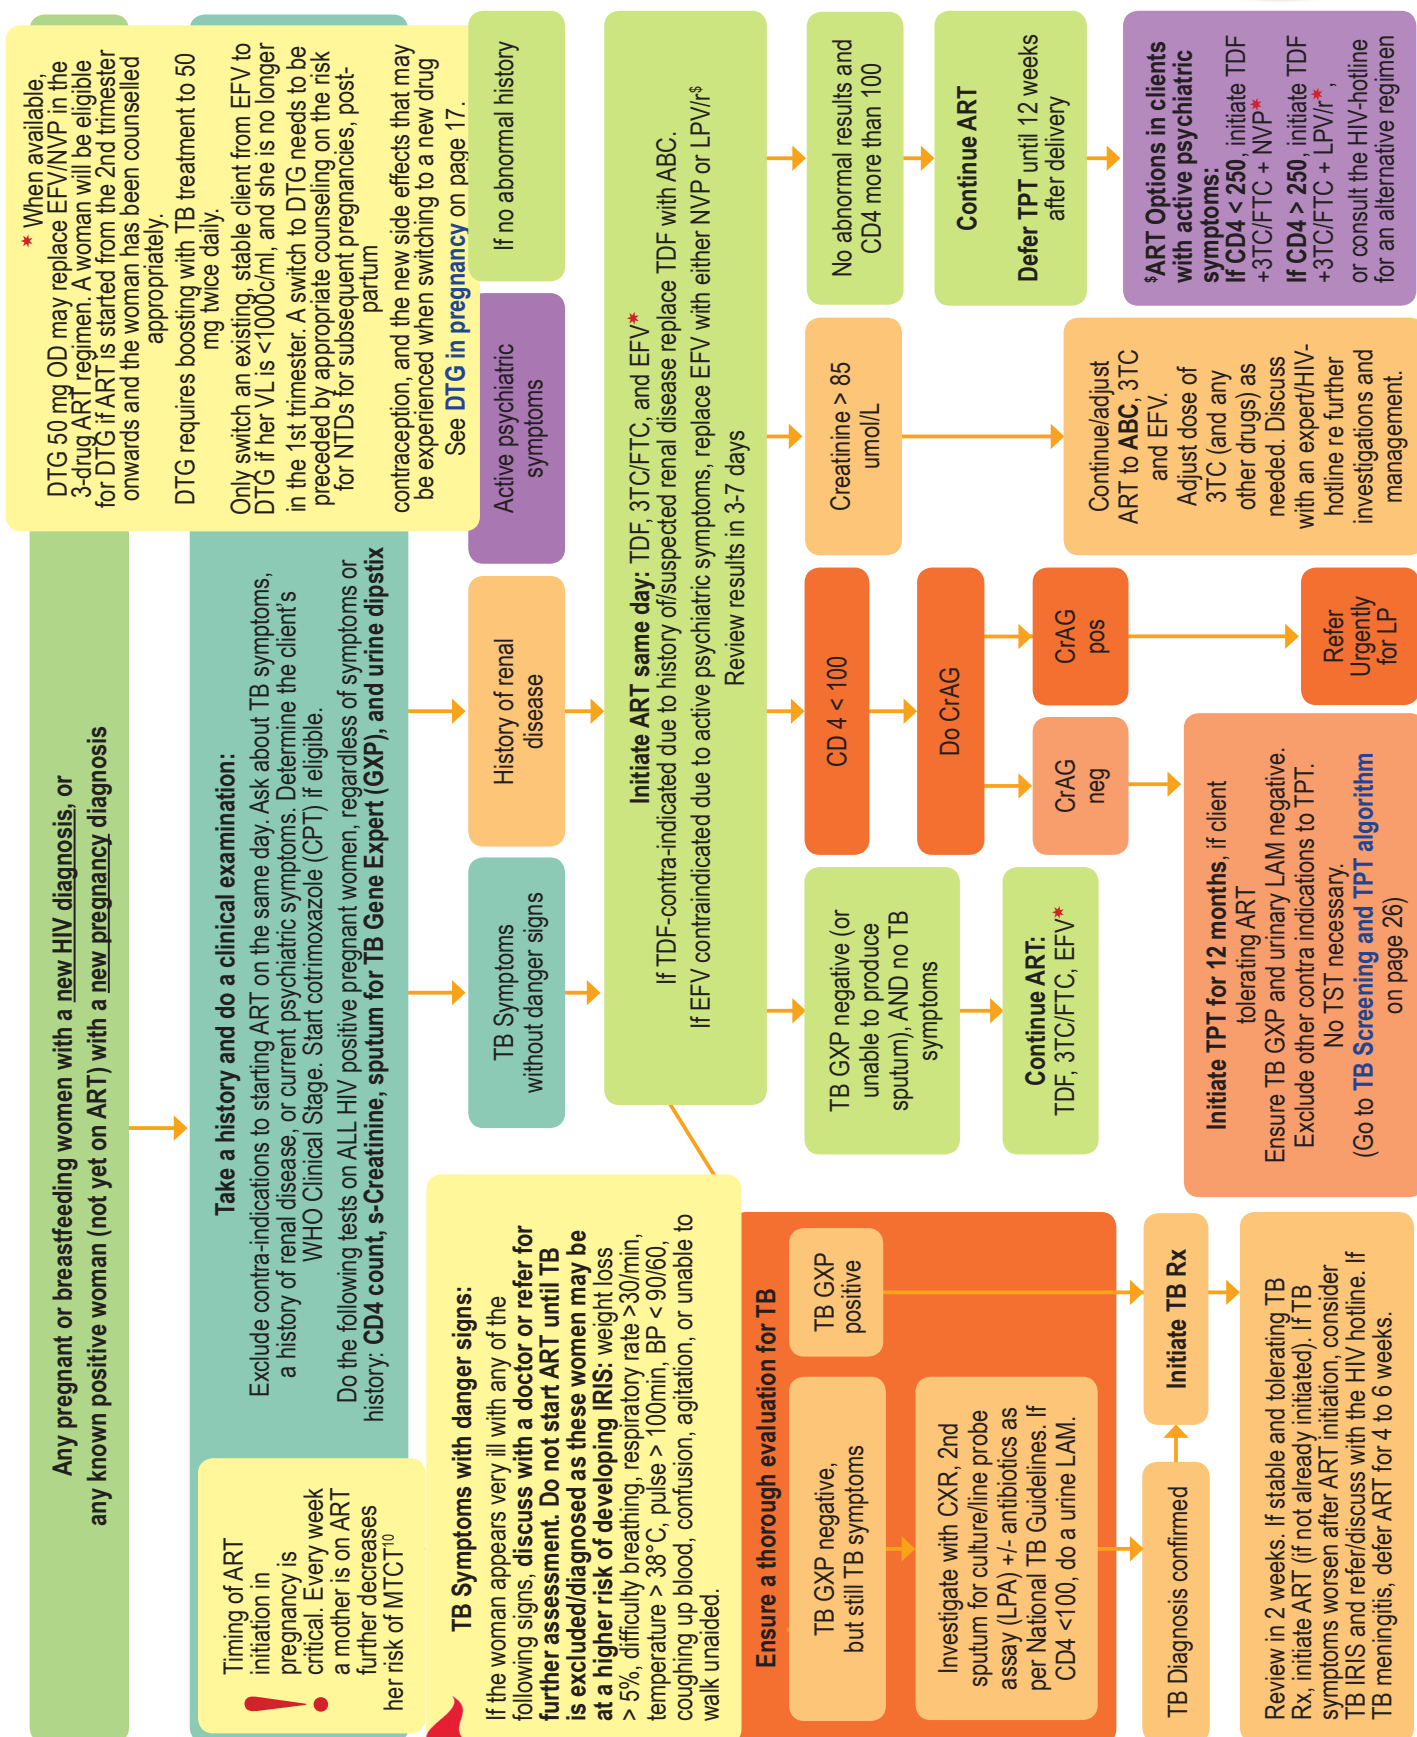 Any pregnant or breastfeeding women with a new HIV diagnosis, or
any known positive woman (not yet on ART) with a new pregnancy diagnosis
Timing of ART
initiation in
pregnancy is
critical. Every week
a mother is on ART
further decreases
her risk of MTCT10
Take a history and do a clinical examination:
Exclude contra-indications to starting ART on the same day. Ask about TB symptoms,
a history of renal disease, or current psychiatric symptoms. Determine the client's
WHO Clinical Stage. Start cotrimoxazole (CPT) if eligible.
Do the following tests on ALL HIV positive pregnant women, regardless of symptoms or
history: CD4 count, s-Creatinine, sputum for TB Gene Expert (GXP), and urine dipstix
* When available,
DTG 50 mg OD may replace EFV/NVP in the
3-drug ART regimen. A woman will be eligible
for DTG if ART is started from the 2nd trimester
onwards and the woman has been counselled
appropriately.
DTG requires boosting with TB treatment to 50
mg twice daily.
Only switch an existing, stable client from EFV to
DTG if her VL is <1000c/ml, and she is no longer
in the 1st trimester. A switch to DTG needs to be
preceded by appropriate counseling on the risk
for NTDs for subsequent pregnancies, post-
partum
contraception, and the new side effects that may
be experienced when switching to a new drug
See DTG in pregnancy on page 17.
TB Symptoms with danger signs:
If the woman appears very ill with any of the
following signs, discuss with a doctor or refer for
further assessment. Do not start ART until TB
is excluded/diagnosed as these women may be
at a higher risk of developing IRIS: weight loss
> 5%, difficulty breathing, respiratory rate >30/min,
temperature > 38°C, pulse > 100min, BP < 90/60,
coughing up blood, confusion, agitation, or unable to
walk unaided.
TB Symptoms
without danger signs
History of renal
disease
Active psychiatric
symptoms
If no abnormal history
Initiate ART same day: TDF, 3TC/FTC, and EFV*
If TDF-contra-indicated due to history of/suspected renal disease replace TDF with ABC.
If EFV contraindicated due to active psychiatric symptoms, replace EFV with either NVP or LPV/r$
Review results in 3-7 days
Ensure a thorough evaluation for TB
TB GXP negative,
but still TB symptoms
TB GXP
positive
Investigate with CXR, 2nd
sputum for culture/line probe
assay (LPA) +/- antibiotics as
per National TB Guidelines. If
CD4 <100, do a urine LAM.
TB Diagnosis confirmed
Initiate TB Rx
Review in 2 weeks. If stable and tolerating TB
Rx, initiate ART (if not already initiated). If TB
symptoms worsen after ART initiation, consider
TB IRIS and refer/discuss with the HIV hotline. If
TB meningitis, defer ART for 4 to 6 weeks.
TB GXP negative (or
unable to produce
sputum), AND no TB
symptoms
Continue ART:
TDF, 3TC/FTC, EFV*
CD 4 < 100
Do CrAG
CrAG
neg
CrAG
pos
Initiate TPT for 12 months, if client
tolerating ART
Ensure TB GXP and urinary LAM negative.
Exclude other contra indications to TPT.
No TST necessary.
(Go to TB Screening and TPT algorithm
on page 26)
Refer
Urgently
for LP
Creatinine > 85
umol/L
Continue/adjust
ART to ABC, 3TC
and EFV.
Adjust dose of
3TC (and any
other drugs) as
needed. Discuss
with an expert/HIV-
hotline re further
investigations and
management.
No abnormal results and
CD4 more than 100
Continue ART
Defer TPT until 12 weeks
after delivery
$ART Options in clients
with active psychiatric
symptoms:
If CD4 < 250, initiate TDF
+3TC/FTC + NVP*
If CD4 > 250, initiate TDF
+3TC/FTC + LPV/r*,
or consult the HIV-hotline
for an alternative regimen